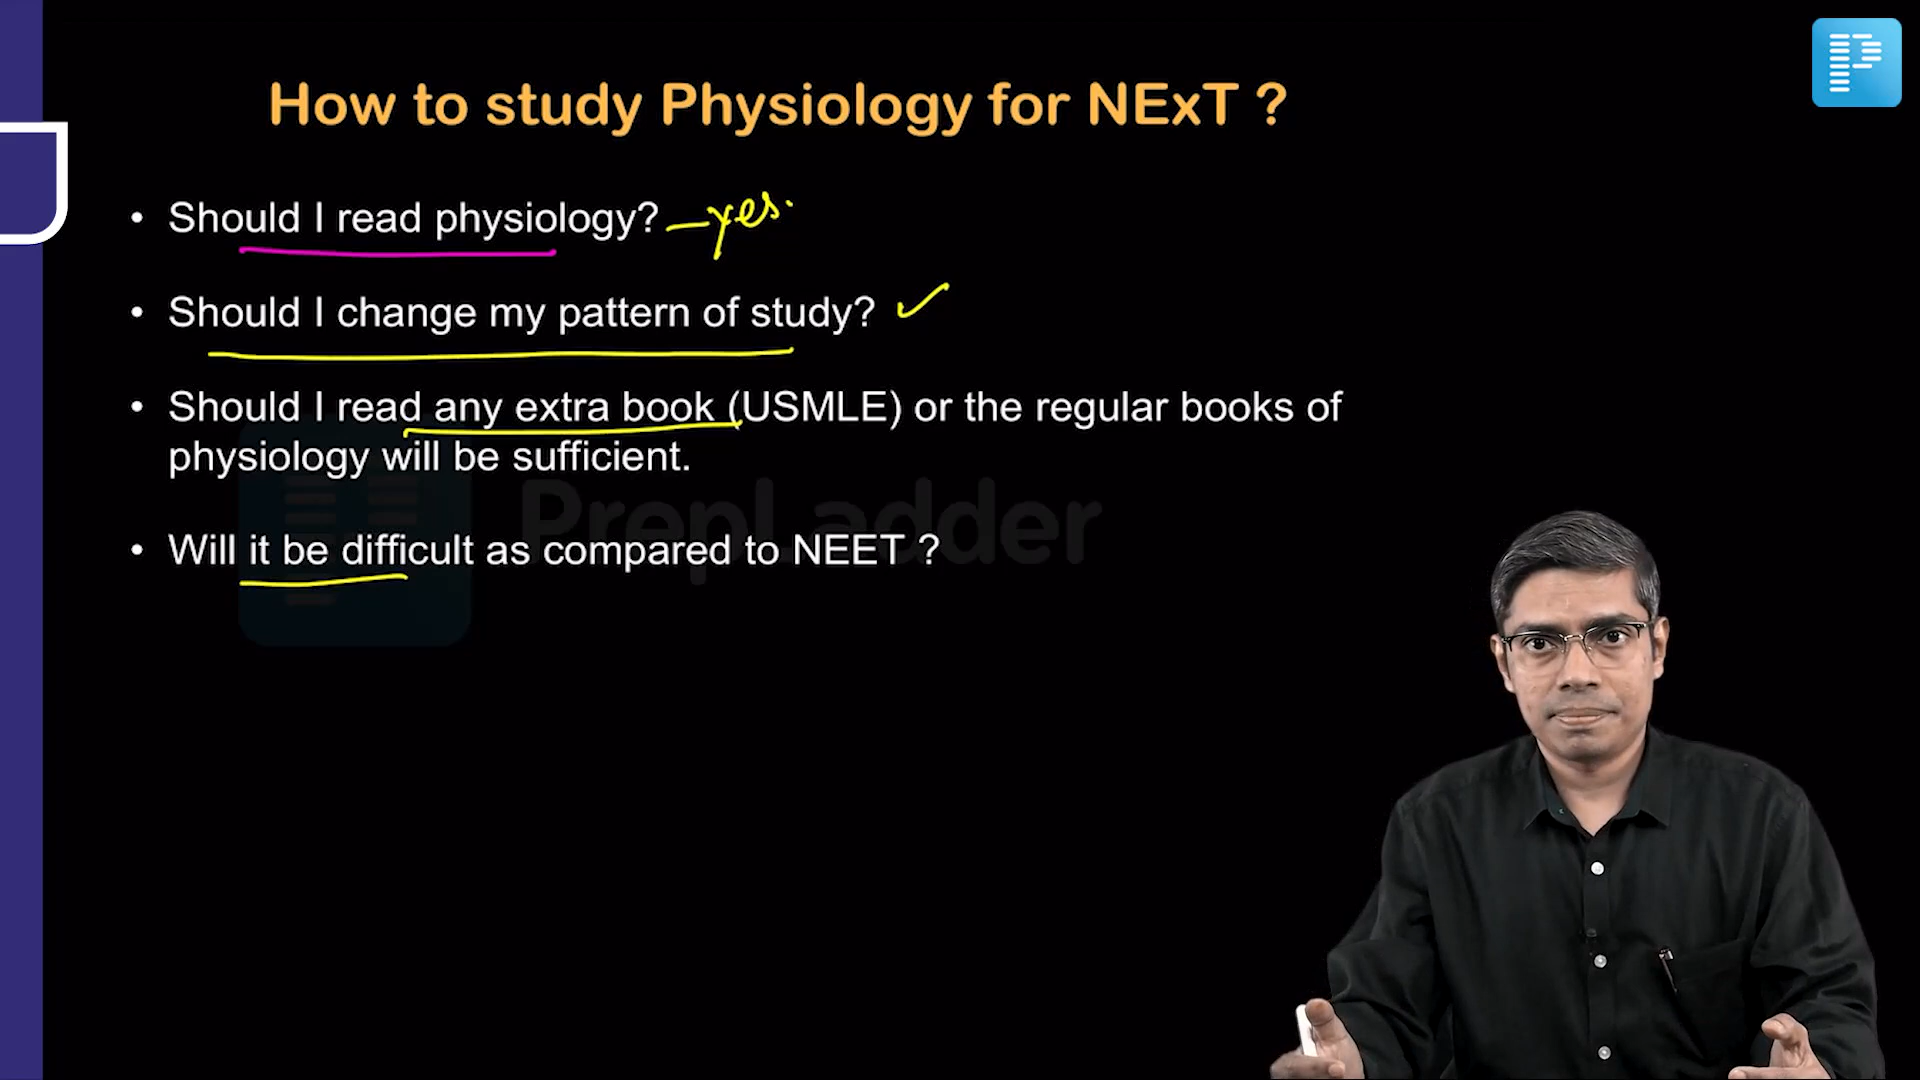 How to study Physiology for NExT ?
• Should I read physiology? – yes.
• Should I change my pattern of study? ✓
• Should I read any extra book (USMLE) or the regular books of
physiology will be sufficient.
PrepLadder
• Will it be difficult as compared to NEET ?